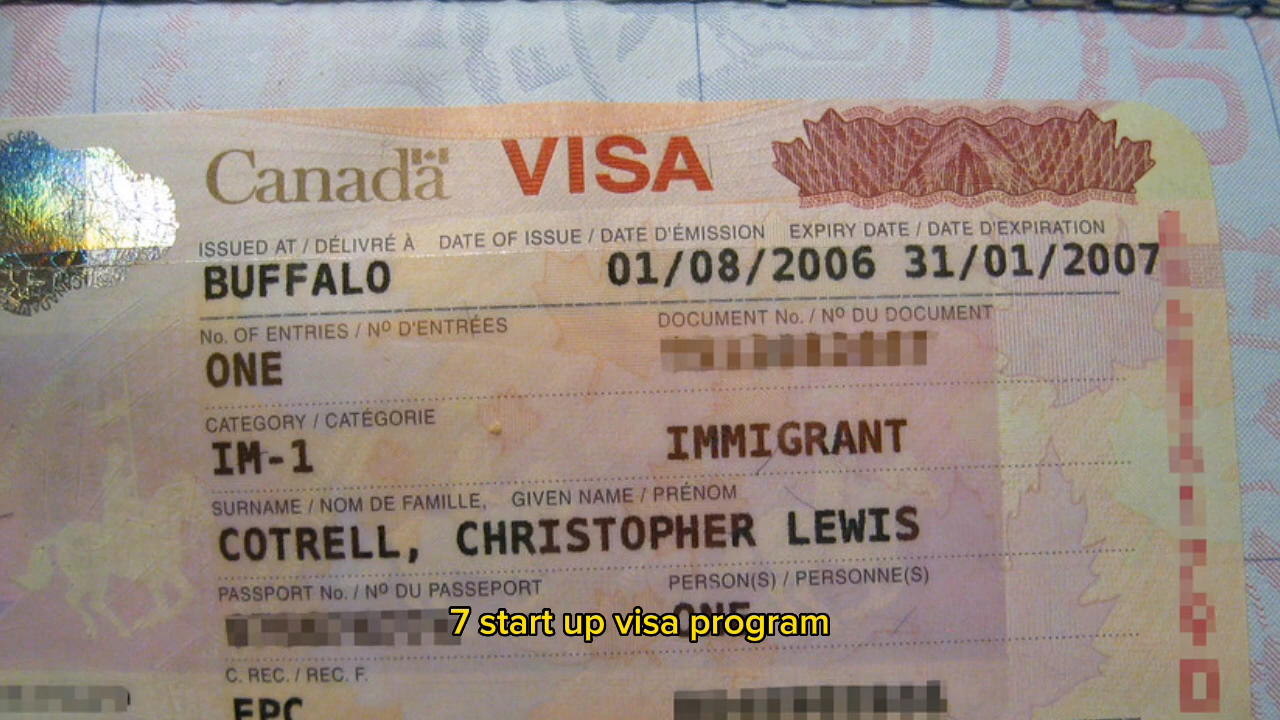 Canada VISA
ISSUED AT / DÉLIVRÉ À DATE OF ISSUE / DATE D'ÉMISSION EXPIRY DATE / DATE D'EXPIRATION
BUFFALO 01/08/2006 31/01/2007
No. OF ENTRIES / Nº D'ENTRÉES DOCUMENT No. / Nº DU DOCUMENT
ONE
CATEGORY / CATÉGORIE
IM-1 IMMIGRANT
SURNAME / NOM DE FAMILLE, GIVEN NAME / PRÉNOM
COTRELL, CHRISTOPHER LEWIS
PASSPORT No. / Nº DU PASSEPORT PERSON(S) / PERSONNE(S)
ONE
7 start up visa program
C. REC. / REC. F.
EPC